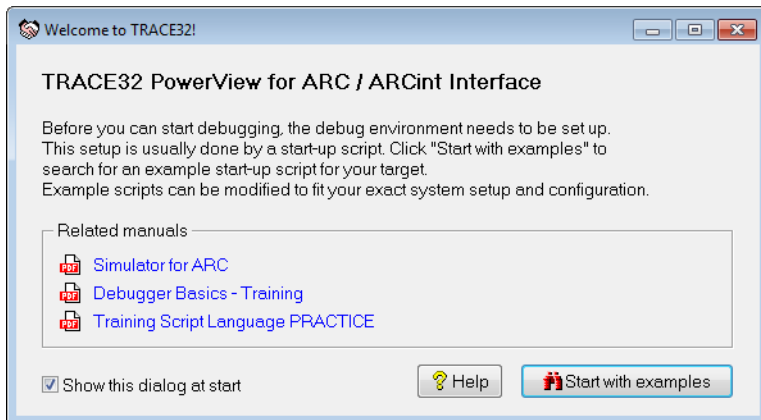 Welcome to TRACE32!
TRACE32 PowerView for ARC / ARCint Interface
Before you can start debugging, the debug environment needs to be set up.
This setup is usually done by a start-up script. Click "Start with examples" to
search for an example start-up script for your target.
Example scripts can be modified to fit your exact system setup and configuration.
Related manuals
PDF Simulator for ARC
PDF Debugger Basics - Training
PDF Training Script Language PRACTICE
Show this dialog at start
? Help
Start with examples